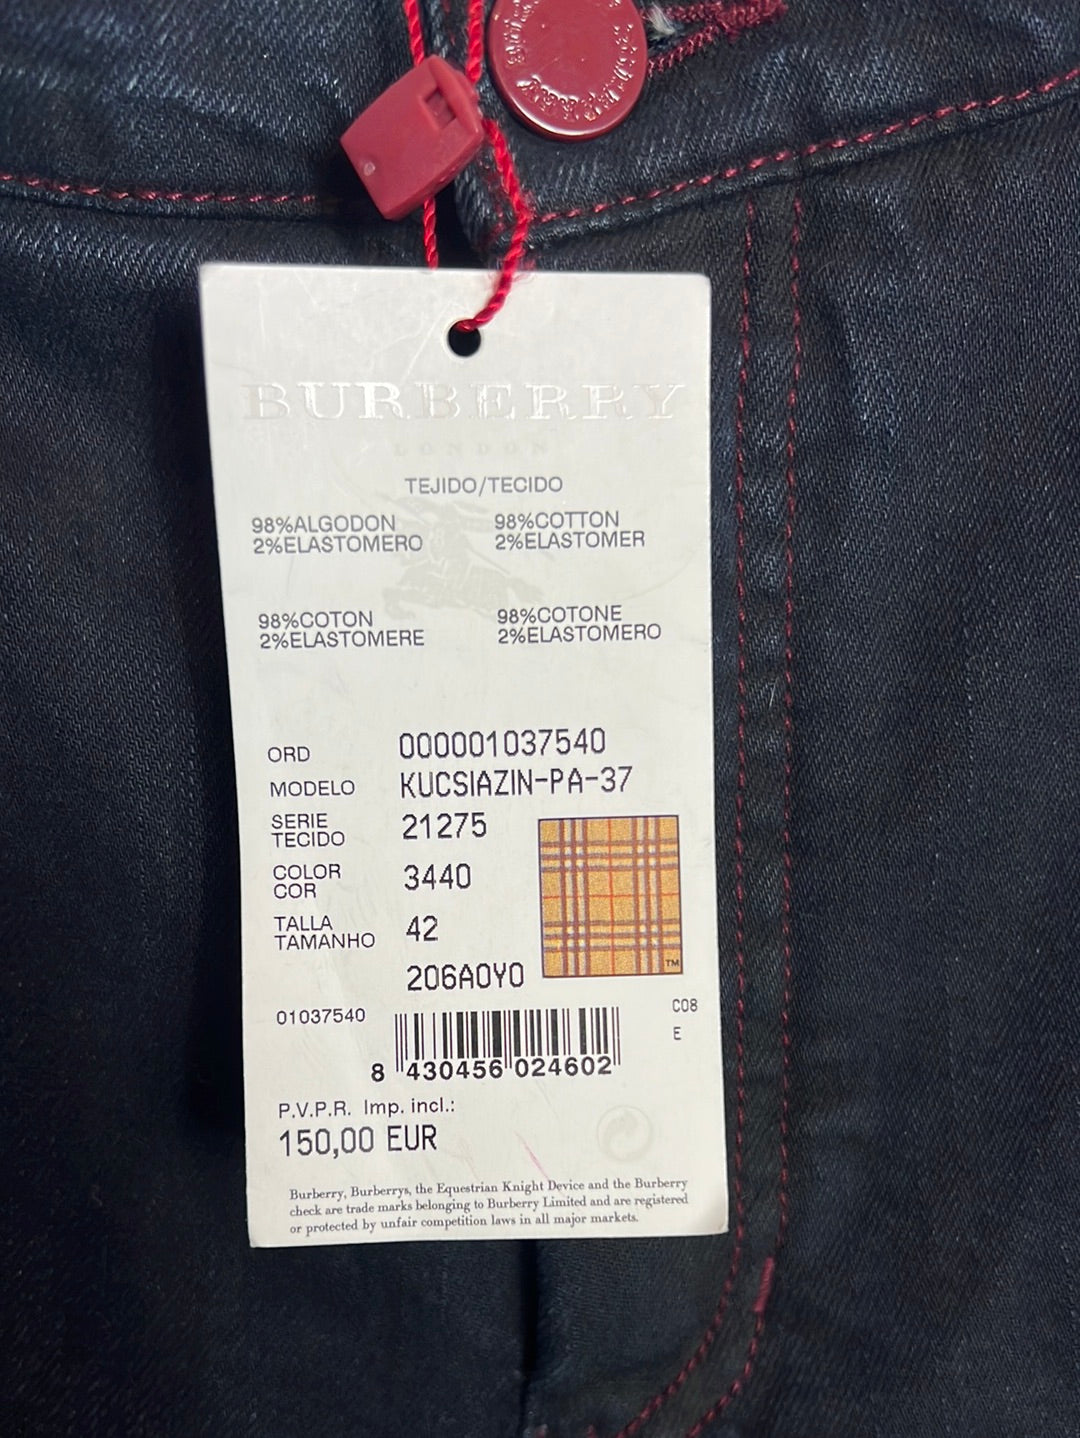 BURBERRY
LONDON
TEJIDO/TECIDO
98%ALGODON
2%ELASTOMERO
98%COTTON
2%ELASTOMER
98%COTON
2%ELASTOMERE
98%COTONE
2%ELASTOMERO
ORD 000001037540
MODELO KUCSIAZIN-PA-37
SERIE
TECIDO 21275
COLOR
COR 3440
TALLA
TAMANHO 42
206A0Y0
TM
01037540
C08
E
8 430456 024602
P.V.P.R. Imp. incl.:
150,00 EUR
Burberry, Burberrys, the Equestrian Knight Device and the Burberry
check are trade marks belonging to Burberry Limited and are registered
or protected by unfair competition laws in all major markets.